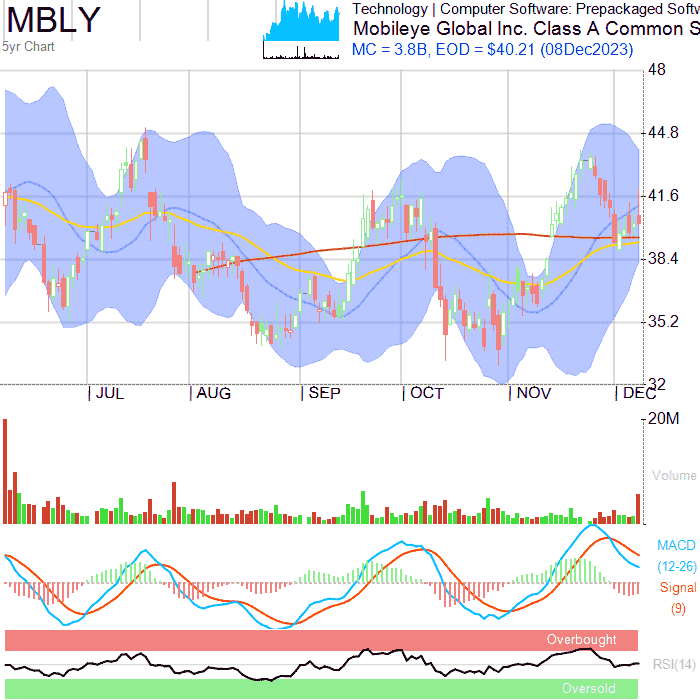 MBLY
5yr Chart
Technology | Computer Software: Prepackaged Softw
Mobileye Global Inc. Class A Common S
MC = 3.8B, EOD = $40.21 (08Dec2023)
48
44.8
41.6
38.4
35.2
32
JUL AUG SEP OCT NOV DEC
20M
Volume
MACD
(12-26)
Signal
(9)
Overbought
RSI(14)
Oversold